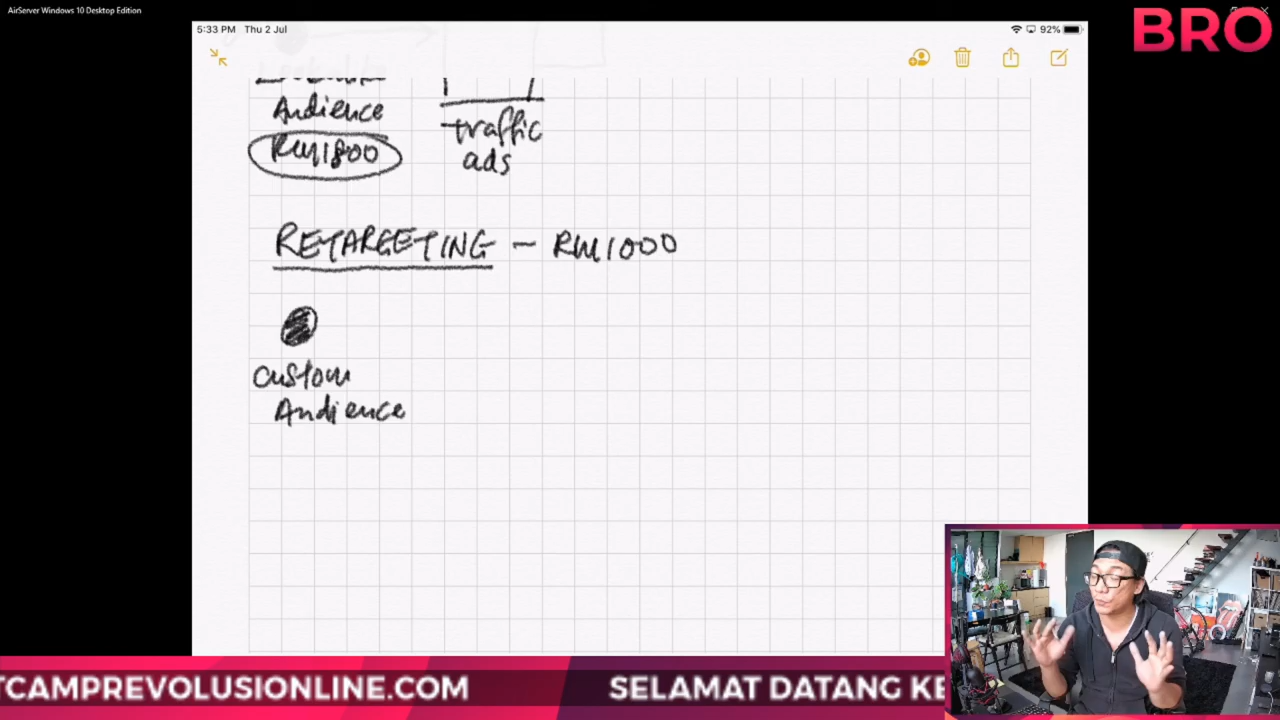 AirServer Windows 10 Desktop Edition
BRO
5:33 PM Thu 2 Jul
92%
Audience
RM1800
traffic
ads
RETARGETING - RM1000
custom
Audience
TCAMPREVOLUSIONLINE.COM
SELAMAT DATANG KE